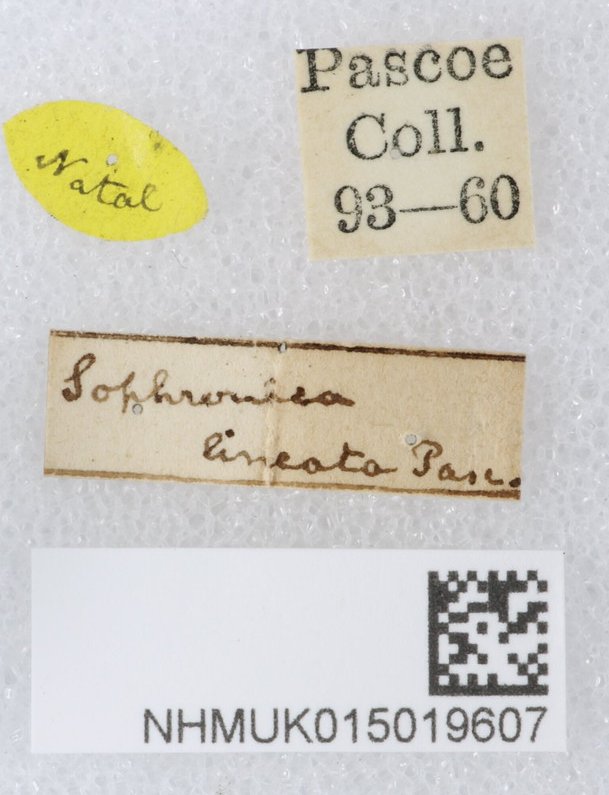 Natal
Pascoe
Coll.
93—60
Sophronica
lineata Pasc.
NHMUK015019607